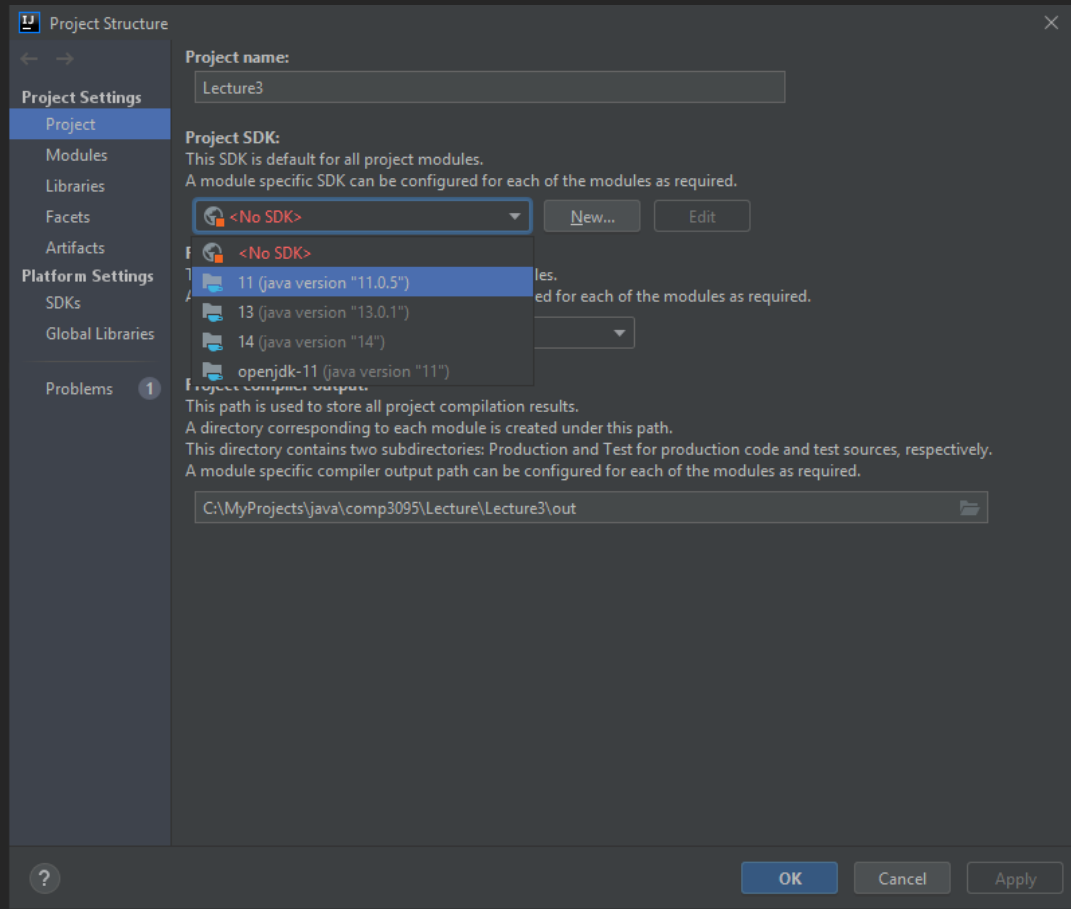 Project Structure
Project Settings
Project
Modules
Libraries
Facets
Artifacts
Platform Settings
SDKs
Global Libraries
Problems 1
Project name:
Lecture3
Project SDK:
This SDK is default for all project modules.
A module specific SDK can be configured for each of the modules as required.
<No SDK> New... Edit
<No SDK>
11 (java version "11.0.5") les.
13 (java version "13.0.1") ed for each of the modules as required.
14 (java version "14")
openjdk-11 (java version "11")
Project compiler output:
This path is used to store all project compilation results.
A directory corresponding to each module is created under this path.
This directory contains two subdirectories: Production and Test for production code and test sources, respectively.
A module specific compiler output path can be configured for each of the modules as required.
C:\MyProjects\java\comp3095\Lecture\Lecture3\out
? OK Cancel Apply